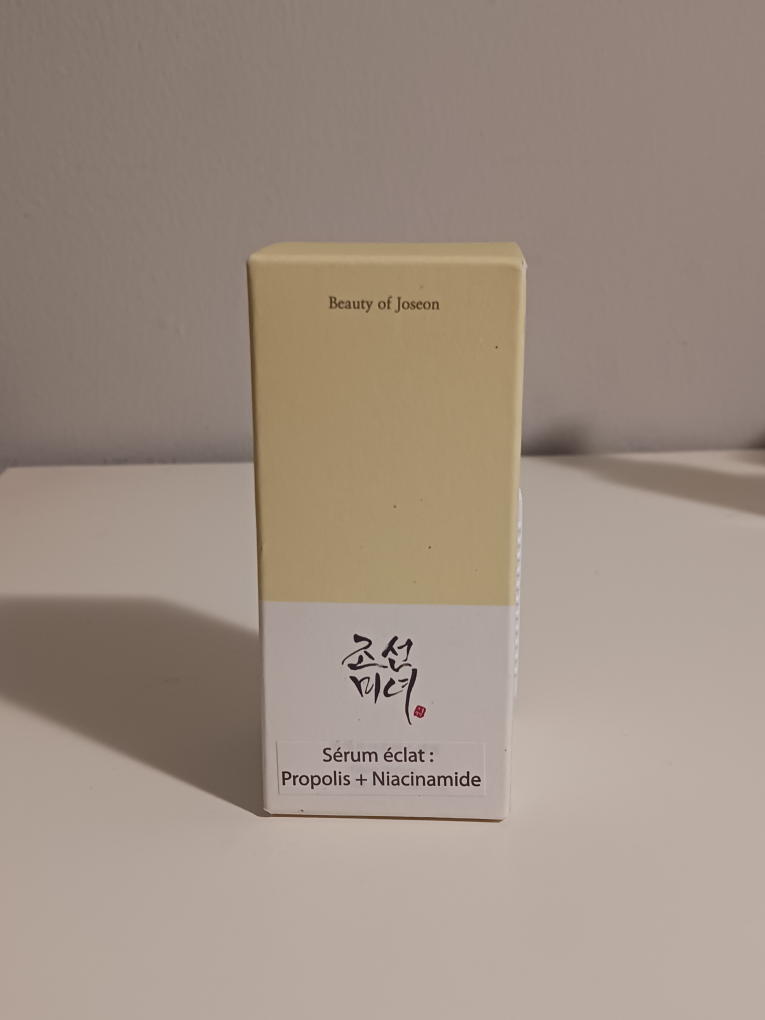 Beauty of Joseon
조선
미녀
Sérum éclat :
Propolis + Niacinamide